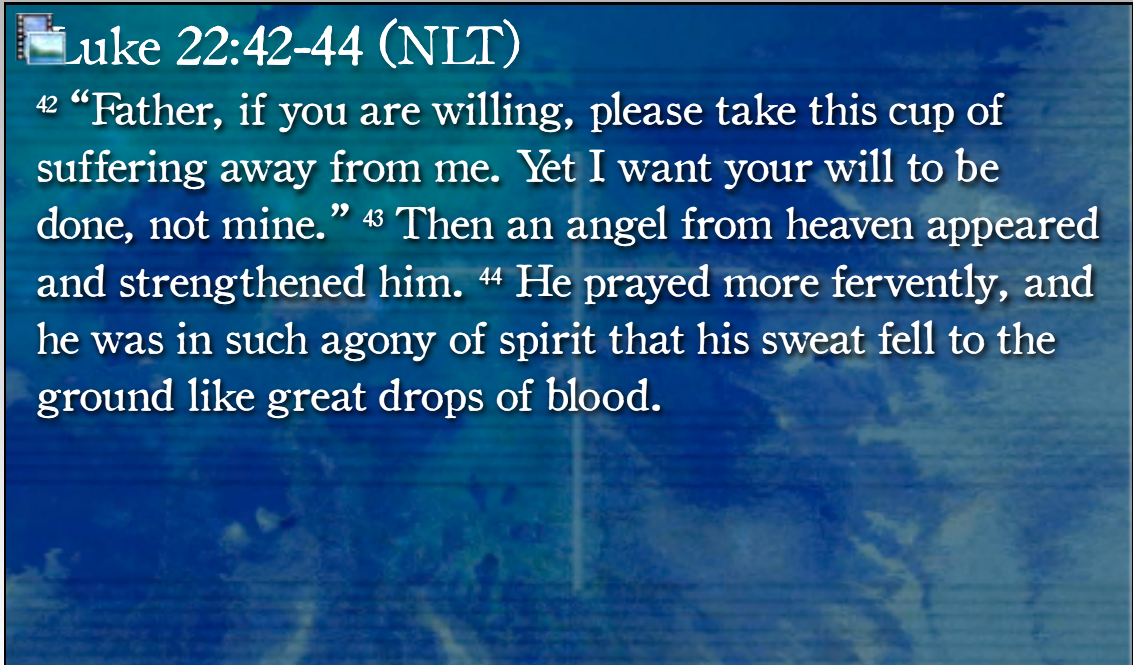 Luke 22:42-44 (NLT)
42 “Father, if you are willing, please take this cup of
suffering away from me. Yet I want your will to be
done, not mine.” 43 Then an angel from heaven appeared
and strengthened him. 44 He prayed more fervently, and
he was in such agony of spirit that his sweat fell to the
ground like great drops of blood.